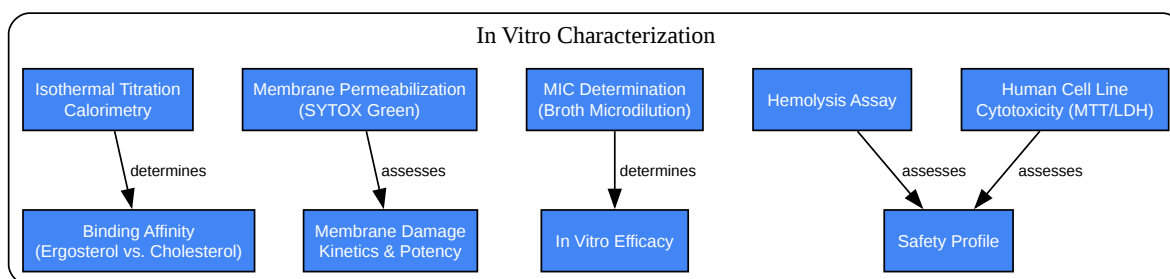 In Vitro Characterization
Isothermal Titration
Calorimetry
Membrane Permeabilization
(SYTOX Green)
MIC Determination
(Broth Microdilution)
Hemolysis Assay
Human Cell Line
Cytotoxicity (MTT/LDH)
determines
assesses
determines
assesses
assesses
Binding Affinity
(Ergosterol vs. Cholesterol)
Membrane Damage
Kinetics & Potency
In Vitro Efficacy
Safety Profile